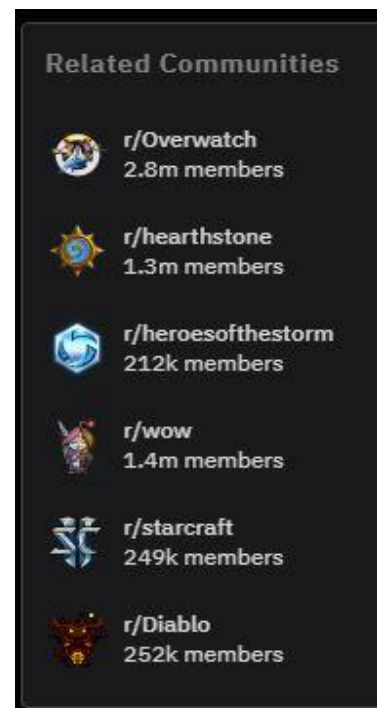 Related Communities
r/Overwatch
2.8m members
r/hearthstone
1.3m members
r/heroesofthestorm
212k members
r/wow
1.4m members
r/starcraft
249k members
r/Diablo
252k members